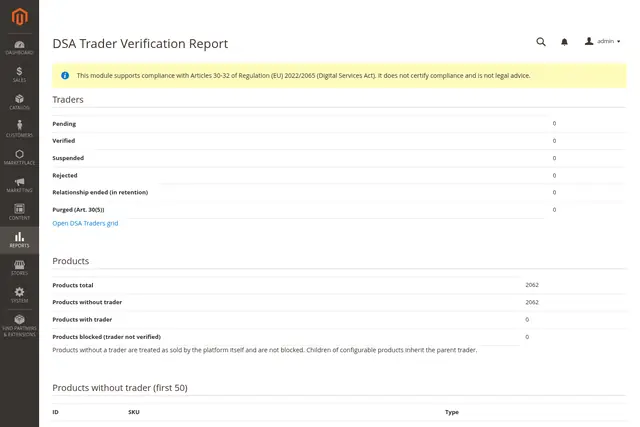 DSA Trader Verification Report
admin
This module supports compliance with Articles 30-32 of Regulation (EU) 2022/2065 (Digital Services Act). It does not certify compliance and is not legal advice.
DASHBOARD
SALES
CATALOG
CUSTOMERS
MARKETPLACE
MARKETING
CONTENT
REPORTS
STORES
SYSTEM
FIND PARTNERS
& EXTENSIONS
Traders
Pending 0
Verified 0
Suspended 0
Rejected 0
Relationship ended (in retention) 0
Purged (Art. 30(5)) 0
Open DSA Traders grid
Products
Products total 2062
Products without trader 2062
Products with trader 0
Products blocked (trader not verified) 0
Products without a trader are treated as sold by the platform itself and are not blocked. Children of configurable products inherit the parent trader.
Products without trader (first 50)
ID SKU Type